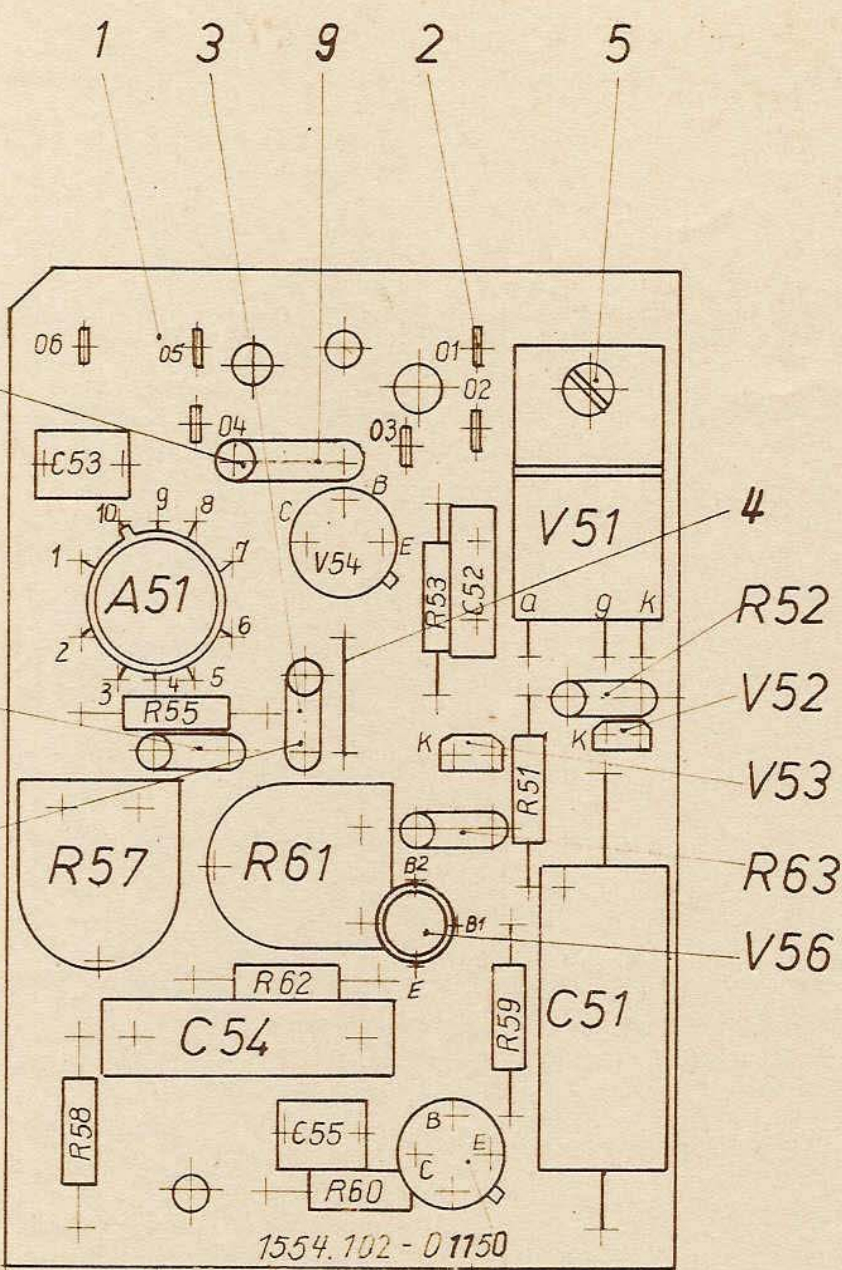 1 3 9 2 5
06 05 01
02
04 03
C53
C B E
V54
10 9 8
1 7
A51
2 6
3 4 5
R53 C52
V51
a g k
4
R52
V52
V53
R63
V56
R55
K K
R51
R57 R61
B2
B1
E
R62
C54
R59
C51
R58
C55
B E
C
R60
1554.102-01150